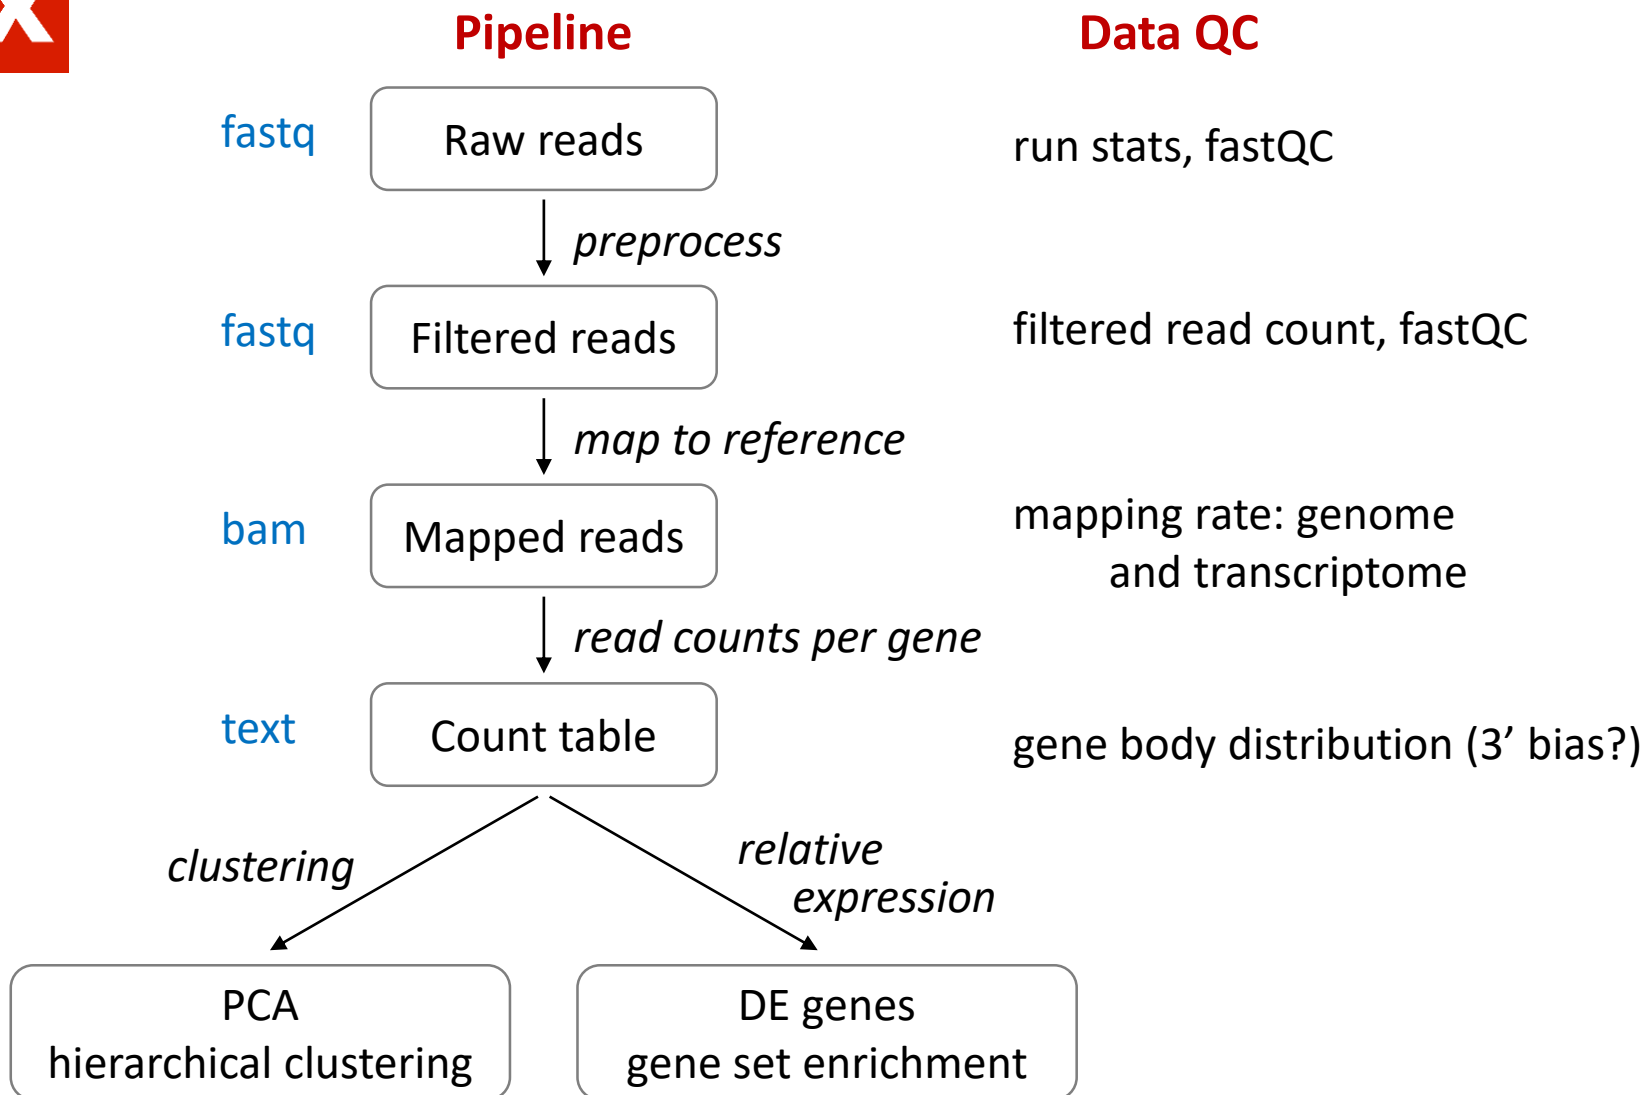 X
Pipeline
Data QC
fastq
Raw reads
run stats, fastQC
preprocess
fastq
Filtered reads
filtered read count, fastQC
map to reference
bam
Mapped reads
mapping rate: genome
and transcriptome
read counts per gene
text
Count table
gene body distribution (3’ bias?)
clustering
relative
expression
PCA
hierarchical clustering
DE genes
gene set enrichment